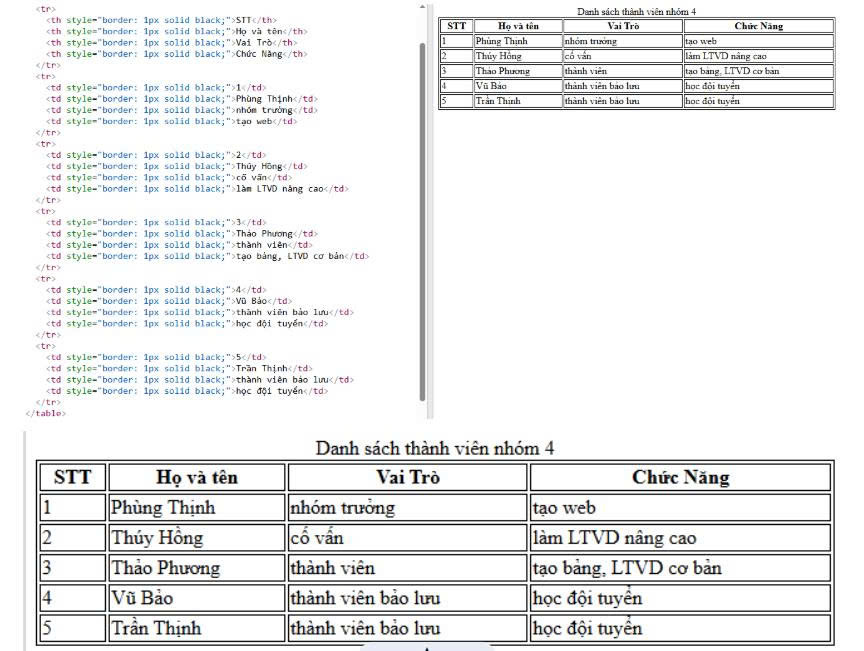 <tr>
<th style="border: 1px solid black;">STT</th>
<th style="border: 1px solid black;">Họ và tên</th>
<th style="border: 1px solid black;">Vai Trò</th>
<th style="border: 1px solid black;">Chức Năng</th>
</tr>
<tr>
<td style="border: 1px solid black;">1</td>
<td style="border: 1px solid black;">Phùng Thịnh</td>
<td style="border: 1px solid black;">nhóm trưởng</td>
<td style="border: 1px solid black;">tạo web</td>
</tr>
<tr>
<td style="border: 1px solid black;">2</td>
<td style="border: 1px solid black;">Thúy Hồng</td>
<td style="border: 1px solid black;">cố vấn</td>
<td style="border: 1px solid black;">làm LTVD nâng cao</td>
</tr>
<tr>
<td style="border: 1px solid black;">3</td>
<td style="border: 1px solid black;">Thảo Phương</td>
<td style="border: 1px solid black;">thành viên</td>
<td style="border: 1px solid black;">tạo bảng, LTVD cơ bản</td>
</tr>
<tr>
<td style="border: 1px solid black;">4</td>
<td style="border: 1px solid black;">Vũ Bảo</td>
<td style="border: 1px solid black;">thành viên bảo lưu</td>
<td style="border: 1px solid black;">học đội tuyển</td>
</tr>
<tr>
<td style="border: 1px solid black;">5</td>
<td style="border: 1px solid black;">Trần Thịnh</td>
<td style="border: 1px solid black;">thành viên bảo lưu</td>
<td style="border: 1px solid black;">học đội tuyển</td>
</tr>
</table>
Danh sách thành viên nhóm 4
STT Họ và tên Vai Trò Chức Năng
1 Phùng Thịnh nhóm trưởng tạo web
2 Thúy Hồng cố vấn làm LTVD nâng cao
3 Thảo Phương thành viên tạo bảng, LTVD cơ bản
4 Vũ Bảo thành viên bảo lưu học đội tuyển
5 Trần Thịnh thành viên bảo lưu học đội tuyển
Danh sách thành viên nhóm 4
STT Họ và tên Vai Trò Chức Năng
1 Phùng Thịnh nhóm trưởng tạo web
2 Thúy Hồng cố vấn làm LTVD nâng cao
3 Thảo Phương thành viên tạo bảng, LTVD cơ bản
4 Vũ Bảo thành viên bảo lưu học đội tuyển
5 Trần Thịnh thành viên bảo lưu học đội tuyển